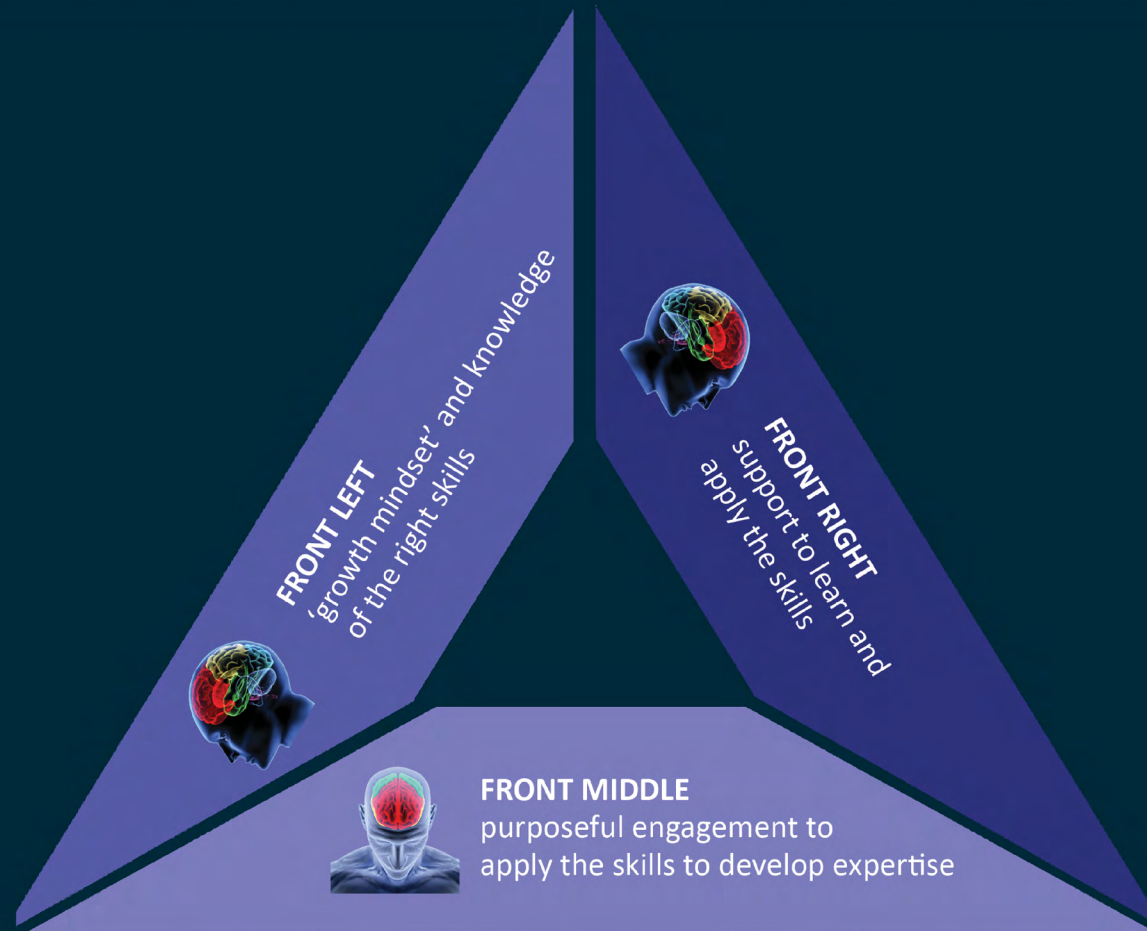 FRONT LEFT
‘growth mindset’ and knowledge
of the right skills
FRONT RIGHT
support to learn and
apply the skills
FRONT MIDDLE
purposeful engagement to
apply the skills to develop expertise